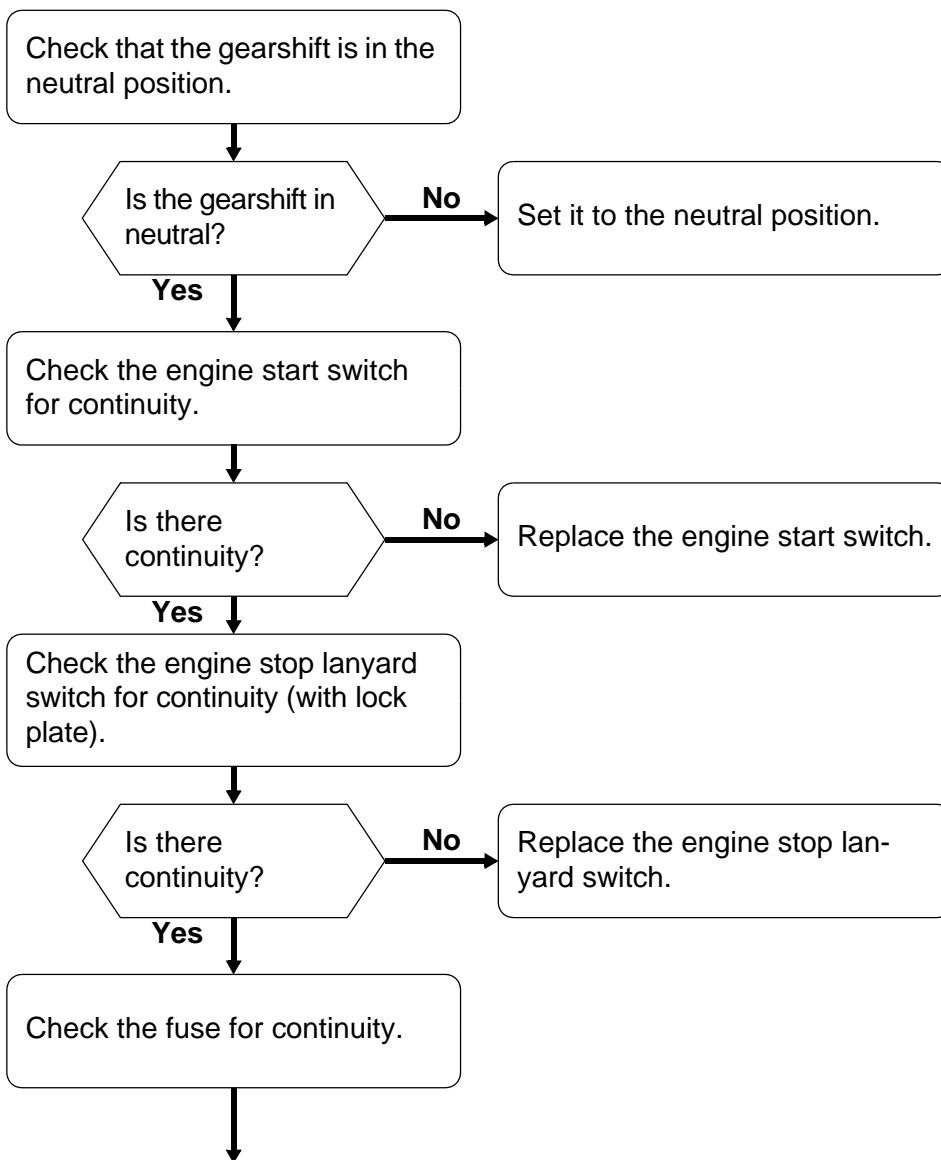 Check that the gearshift is in the
neutral position.
Is the gearshift in
neutral?
No
Set it to the neutral position.
Yes
Check the engine start switch
for continuity.
Is there
continuity?
No
Replace the engine start switch.
Yes
Check the engine stop lanyard
switch for continuity (with lock
plate).
Is there
continuity?
No
Replace the engine stop lan-
yard switch.
Yes
Check the fuse for continuity.